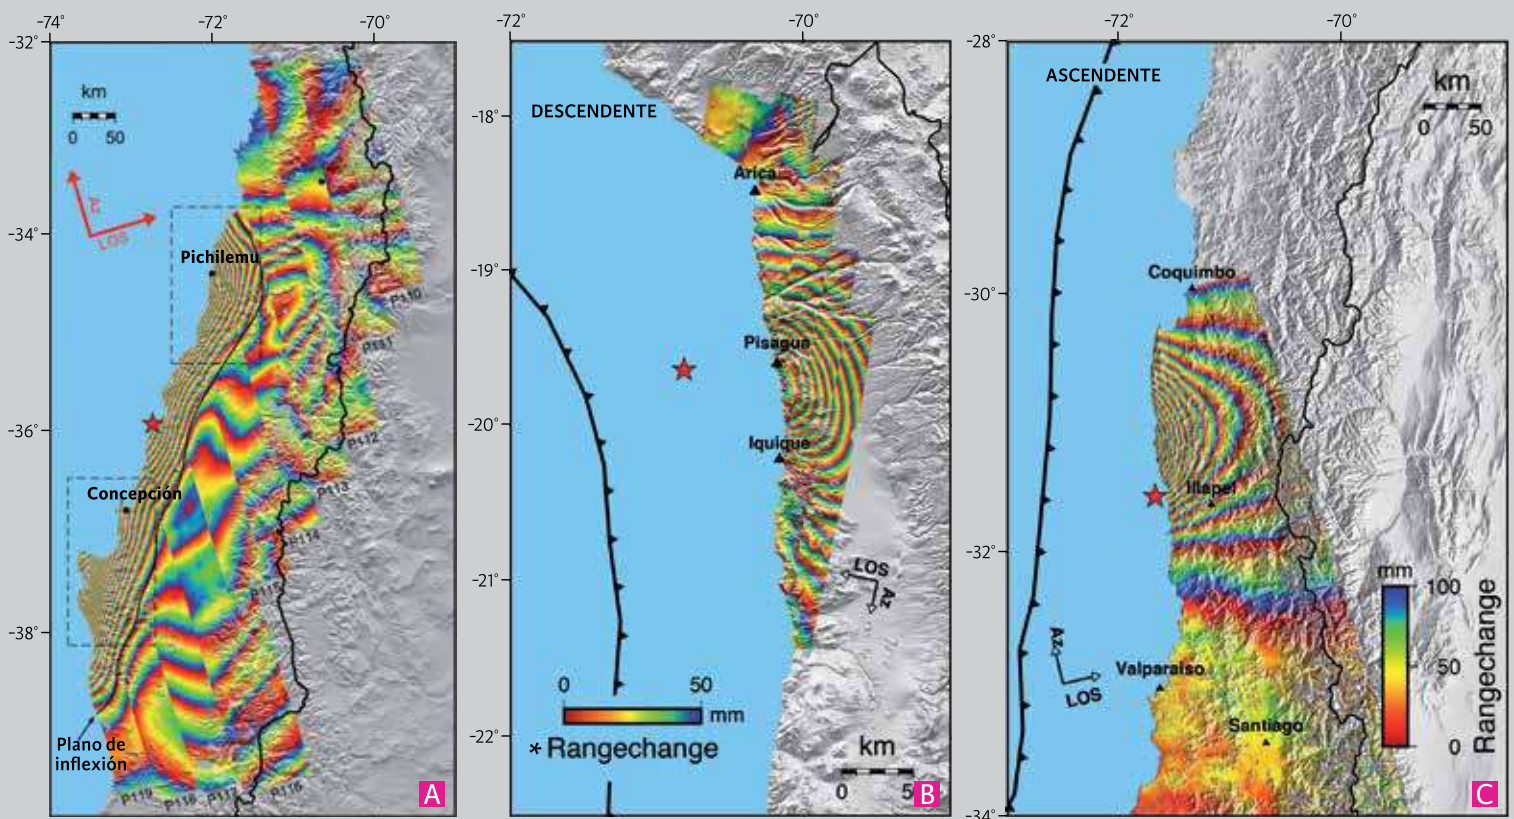 -74°
-72°
-70°
-32°
-34°
-36°
-38°
km
0 50
LOS
Pichilemu
Concepción
Plano de
inflexión
P110
P111
P112
P113
P114
P115
P119
P118
P117
P116
A
-72°
-70°
-18°
-19°
-20°
-21°
-22°
DESCENDENTE
Arica
Pisagua
Iquique
LOS
Az
0 50
mm
* Rangechange
km
0 5
B
-72°
-70°
-28°
-30°
-32°
-34°
ASCENDENTE
km
0 50
Coquimbo
Illapel
Valparaiso
Santiago
Az
LOS
mm
100
50
0
Rangechange
C